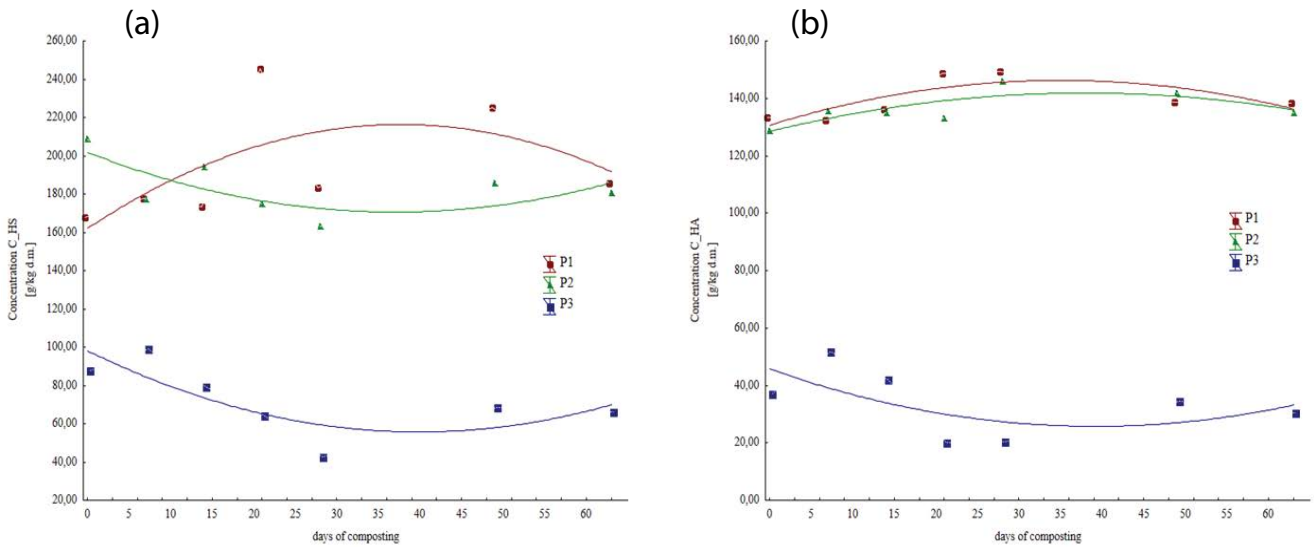 (a)
Concentration C_HS
[g/kg d.m.]
260,00
240,00
220,00
200,00
180,00
160,00
140,00
120,00
100,00
80,00
60,00
40,00
20,00
0 5 10 15 20 25 30 35 40 45 50 55 60
days of composting
P1
P2
P3
(b)
Concentration C_HA
[g/kg d.m.]
160,00
140,00
120,00
100,00
80,00
60,00
40,00
20,00
0,00
0 5 10 15 20 25 30 35 40 45 50 55 60
days of composting
P1
P2
P3